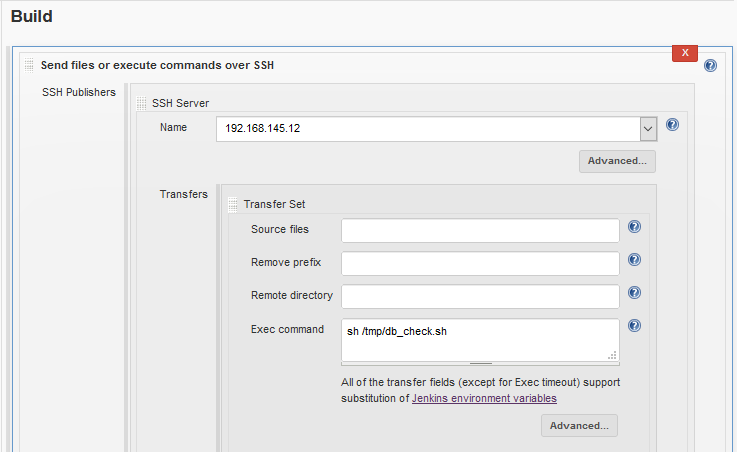 Build
X
Send files or execute commands over SSH
?
SSH Publishers
SSH Server
Name
192.168.145.12
?
Advanced...
Transfers
Transfer Set
Source files
?
Remove prefix
?
Remote directory
?
Exec command
sh /tmp/db_check.sh
?
All of the transfer fields (except for Exec timeout) support
substitution of Jenkins environment variables
Advanced...